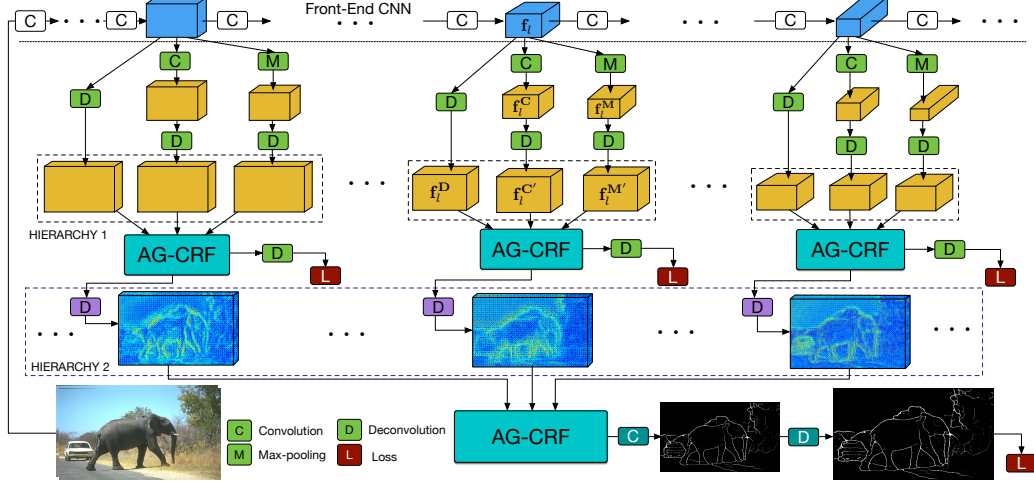 Front-End CNN
C • • • C C C • • • C C • • •
f_l
C M C M C M
D D D
f_l^C f_l^M
D D D D D D
f_l^D f_l^C′ f_l^M′
• • • • • •
HIERARCHY 1
AG-CRF D AG-CRF D AG-CRF D
L L L
D D D
• • • • • • • • • • • •
HIERARCHY 2
C Convolution D Deconvolution
M Max-pooling L Loss
AG-CRF C D L